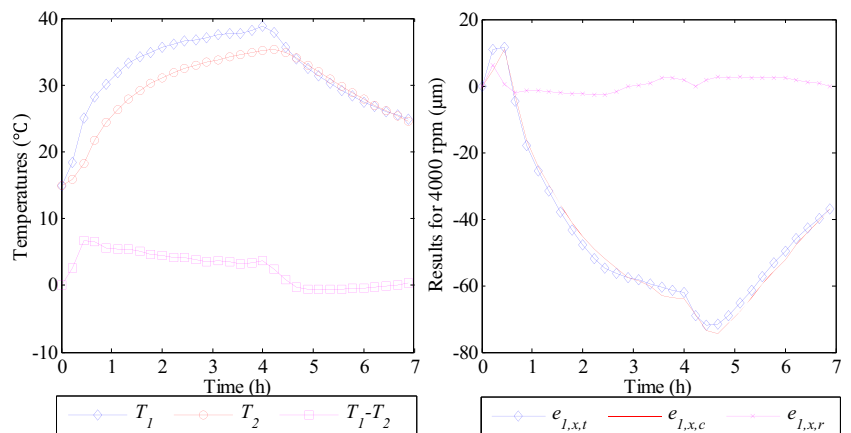 Temperatures (℃)
40
30
20
10
0
-10
0 1 2 3 4 5 6 7
Time (h)
T1 T2 T1-T2
Results for 4000 rpm (μm)
0
-20
-40
-60
-80
0 1 2 3 4 5 6 7
Time (h)
e1,x,t e1,x,c e1,x,r